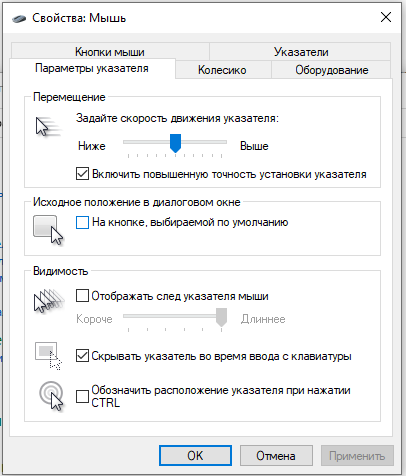 Свойства: Мышь
Кнопки мыши
Указатели
Параметры указателя
Колесико
Оборудование
Перемещение
Задайте скорость движения указателя:
Ниже
Выше
Включить повышенную точность установки указателя
Исходное положение в диалоговом окне
На кнопке, выбираемой по умолчанию
Видимость
Отображать след указателя мыши
Короче
Длиннее
Скрывать указатель во время ввода с клавиатуры
Обозначить расположение указателя при нажатии
CTRL
OK
Отмена
Применить